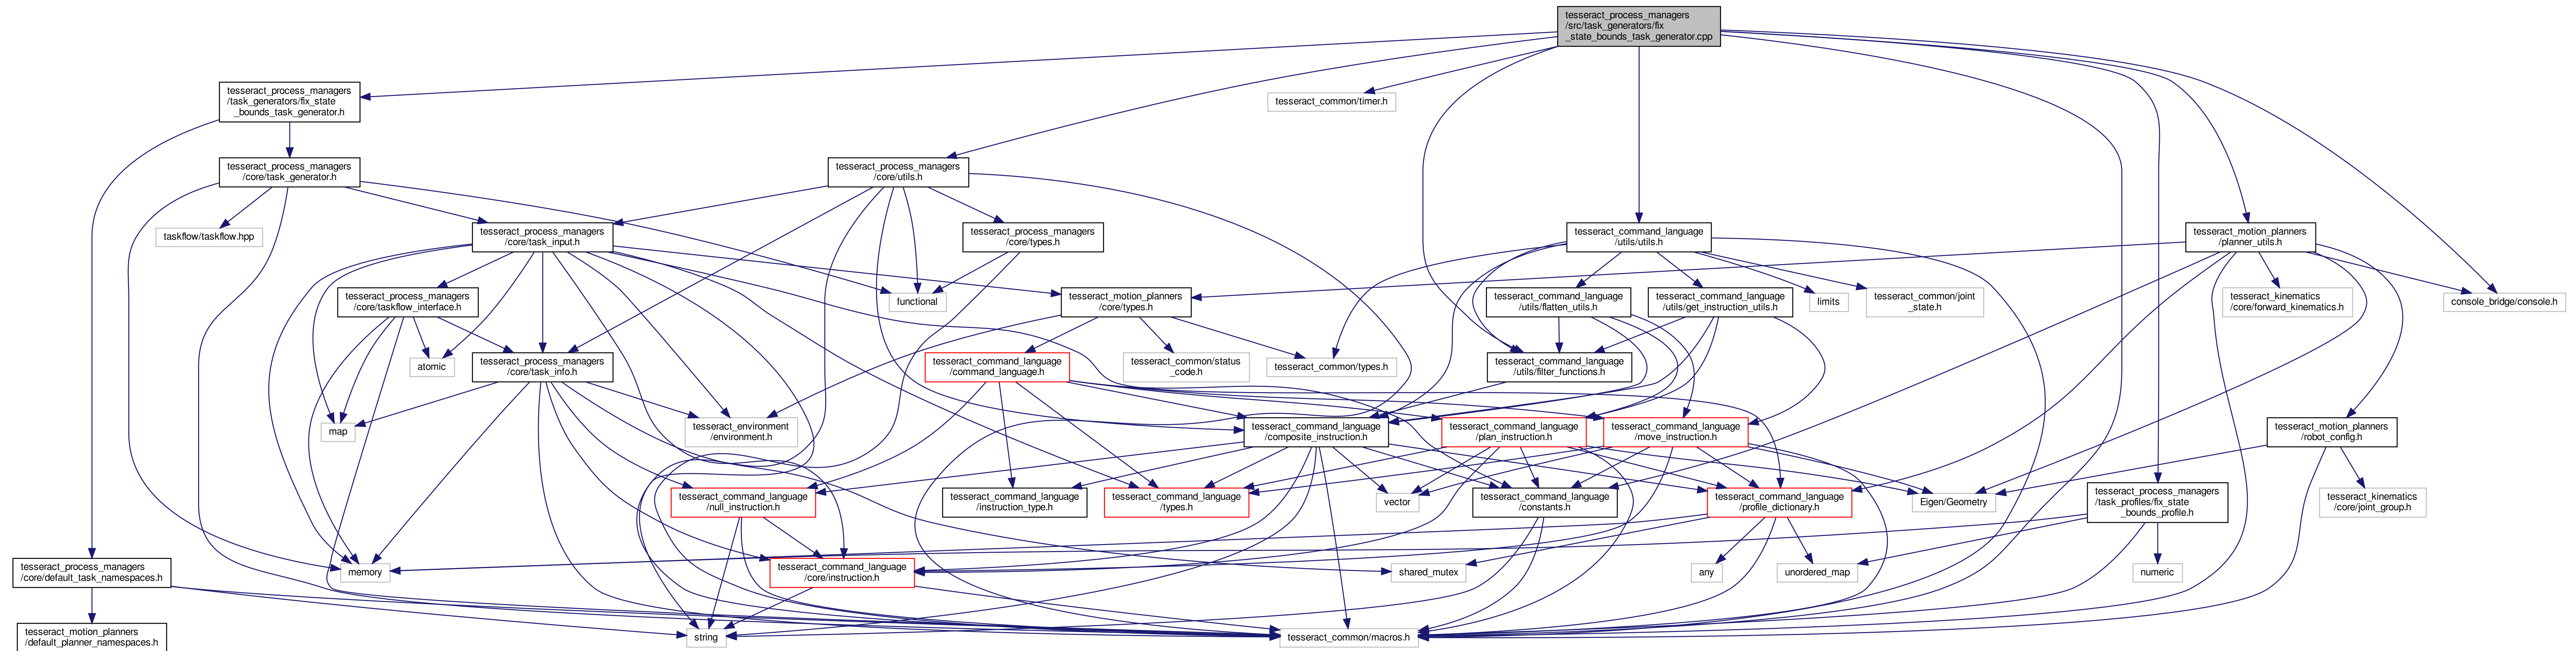 tesseract_process_managers
/src/task_generators/fix
_state_bounds_task_generator.cpp
tesseract_process_managers
/task_generators/fix_state
_bounds_task_generator.h
tesseract_common/timer.h
tesseract_process_managers
/core/task_generator.h
tesseract_process_managers
/core/utils.h
taskflow/taskflow.hpp
tesseract_process_managers
/core/task_input.h
tesseract_process_managers
/core/types.h
tesseract_command_language
/utils/utils.h
tesseract_motion_planners
/planner_utils.h
tesseract_process_managers
/core/taskflow_interface.h
functional
tesseract_motion_planners
/core/types.h
tesseract_command_language
/utils/flatten_utils.h
tesseract_command_language
/utils/get_instruction_utils.h
limits
tesseract_common/joint
_state.h
tesseract_kinematics
/core/forward_kinematics.h
console_bridge/console.h
atomic
tesseract_process_managers
/core/task_info.h
tesseract_command_language
/command_language.h
tesseract_common/status
_code.h
tesseract_common/types.h
tesseract_command_language
/utils/filter_functions.h
map
tesseract_environment
/environment.h
tesseract_command_language
/composite_instruction.h
tesseract_command_language
/plan_instruction.h
tesseract_command_language
/move_instruction.h
tesseract_motion_planners
/robot_config.h
tesseract_command_language
/null_instruction.h
tesseract_command_language
/instruction_type.h
tesseract_command_language
/types.h
vector
tesseract_command_language
/constants.h
tesseract_command_language
/profile_dictionary.h
Eigen/Geometry
tesseract_process_managers
/task_profiles/fix_state
_bounds_profile.h
tesseract_kinematics
/core/joint_group.h
tesseract_process_managers
/core/default_task_namespaces.h
memory
tesseract_command_language
/core/instruction.h
shared_mutex
any
unordered_map
numeric
tesseract_motion_planners
/default_planner_namespaces.h
string
tesseract_common/macros.h